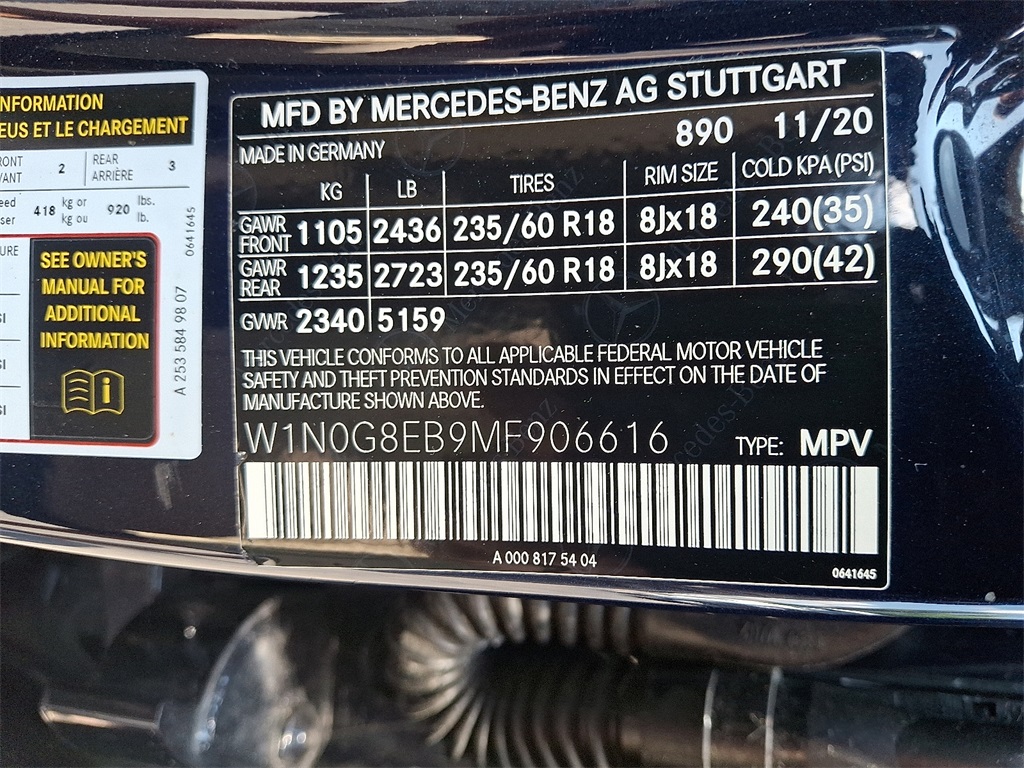 NFORMATION
EUS ET LE CHARGEMENT
RONT
VANT
2
REAR
ARRIÈRE
3
418 kg or
kg ou
920 lbs.
lb.
SEE OWNER'S
MANUAL FOR
ADDITIONAL
INFORMATION
0641645
A 253 584 98 07
MFD BY MERCEDES-BENZ AG STUTTGART
890 11/20
MADE IN GERMANY
KG LB TIRES RIM SIZE COLD KPA(PSI)
GAWR
FRONT 1105 2436 235/60 R18 8Jx18 240(35)
GAWR
REAR 1235 2723 235/60 R18 8Jx18 290(42)
GVWR 2340 5159
THIS VEHICLE CONFORMS TO ALL APPLICABLE FEDERAL MOTOR VEHICLE
SAFETY AND THEFT PREVENTION STANDARDS IN EFFECT ON THE DATE OF
MANUFACTURE SHOWN ABOVE.
W1N0G8EB9MF906616 TYPE: MPV
A 000 817 54 04
0641645